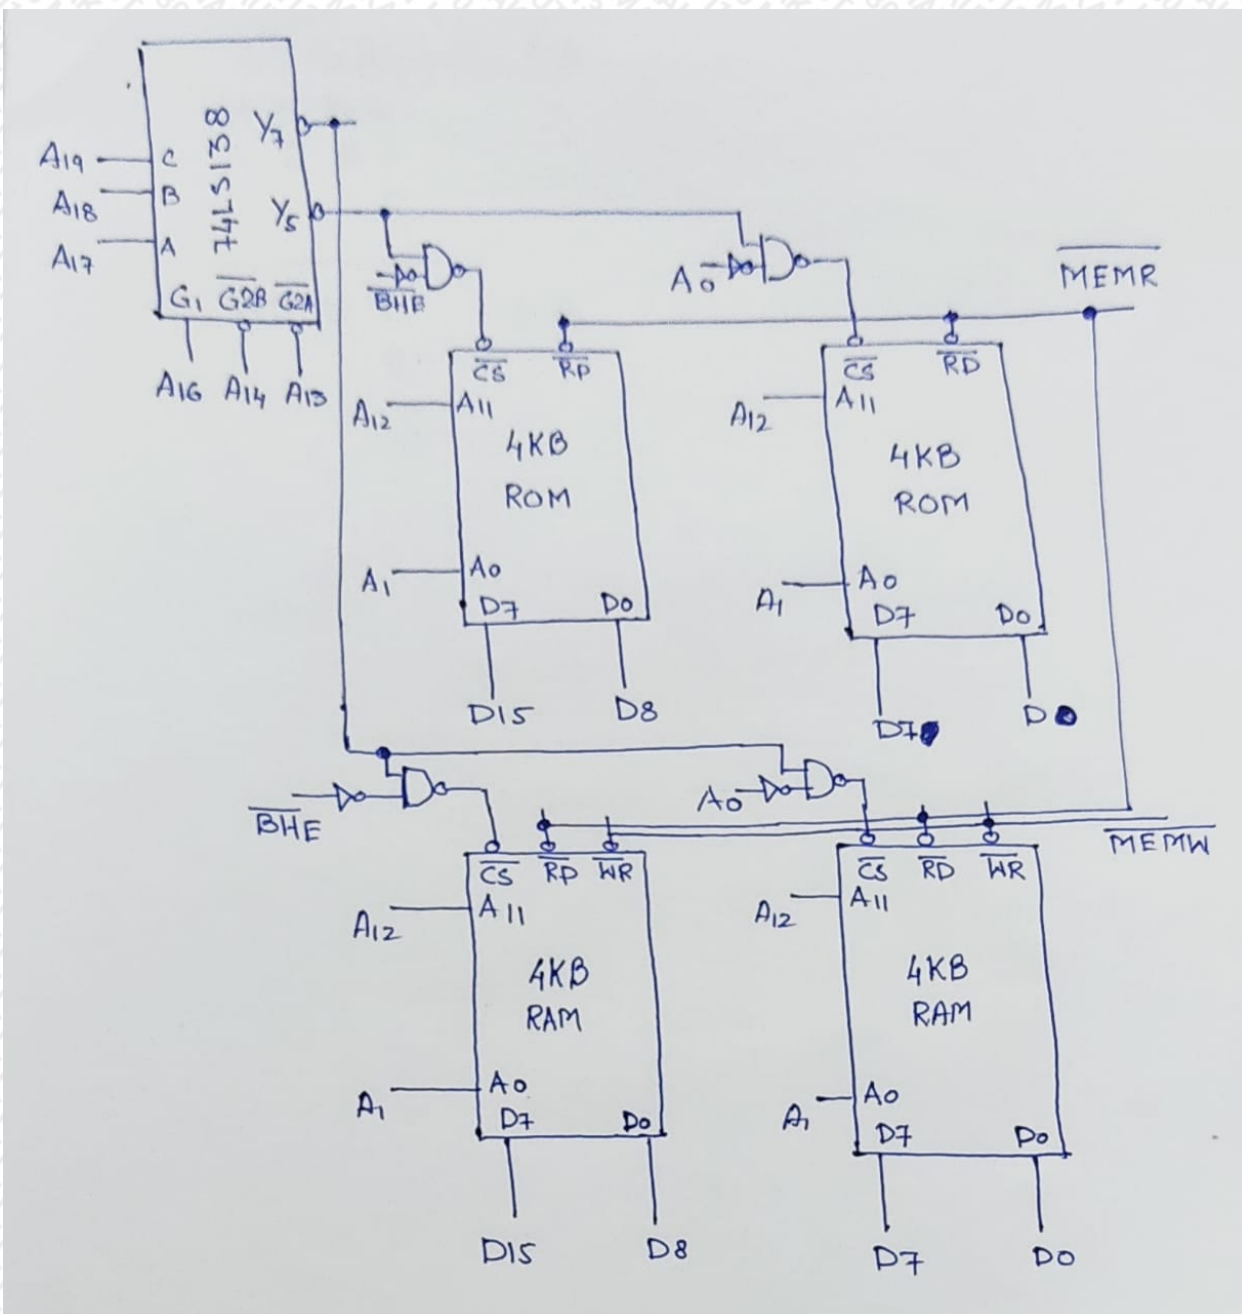 74LS138
Y7
A19 C
A18 B
A17 A
Y5
G1 G2B G2A
A16 A14 A13
BHE
A0
MEMR
CS RD
A12 A11
4KB
ROM
A1 A0
D7 D0
D15 D8
CS RD
A12 A11
4KB
ROM
A1 A0
D7 D0
D7 D
BHE
A0
MEMW
CS RD WR
A12 A11
4KB
RAM
A1 A0
D7 D0
D15 D8
CS RD WR
A12 A11
4KB
RAM
A1 A0
D7 D0
D7 D0